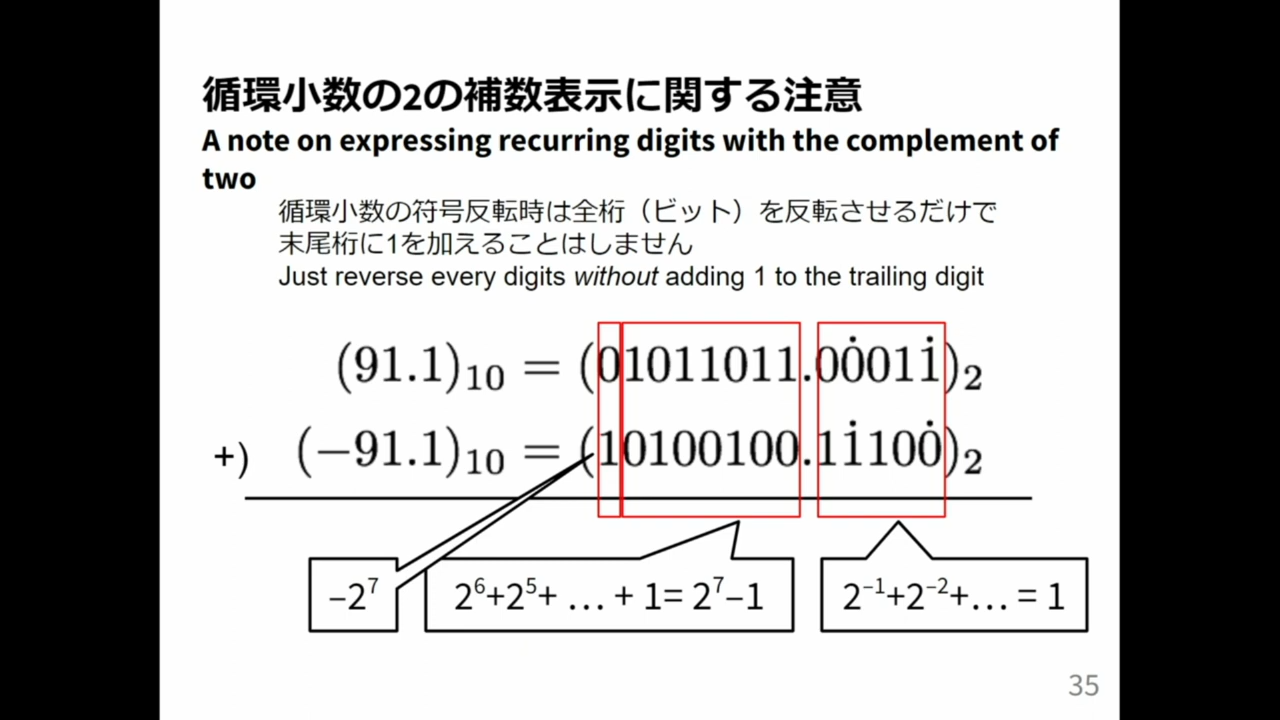 循環小数の2の補数表示に関する注意
A note on expressing recurring digits with the complement of
two
循環小数の符号反転時は全桁（ビット）を反転させるだけで
末尾桁に1を加えることはしません
Just reverse every digits without adding 1 to the trailing digit
(91.1)₁₀ = (01011011.00̇011̇)₂
+) (−91.1)₁₀ = (10100100.11̇100̇)₂
−2⁷
2⁶+2⁵+ … + 1= 2⁷−1
2⁻¹+2⁻²+… = 1
35